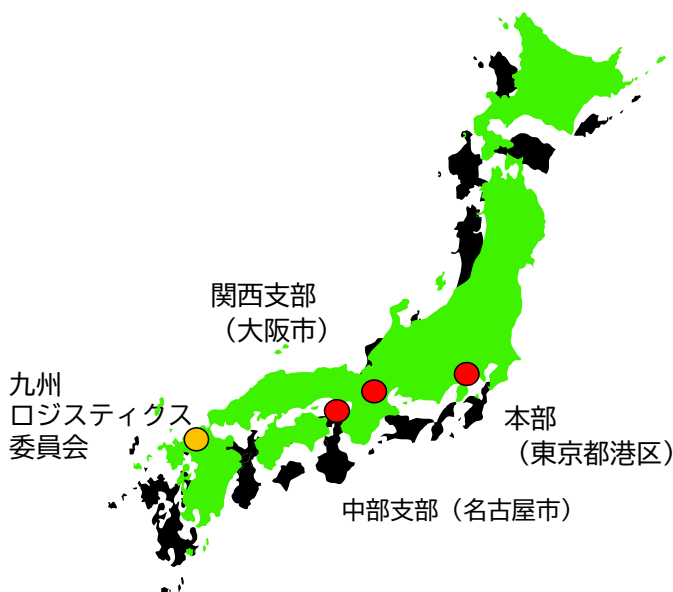 関西支部
（大阪市）
九州
ロジスティクス
委員会
本部
（東京都港区）
中部支部（名古屋市）